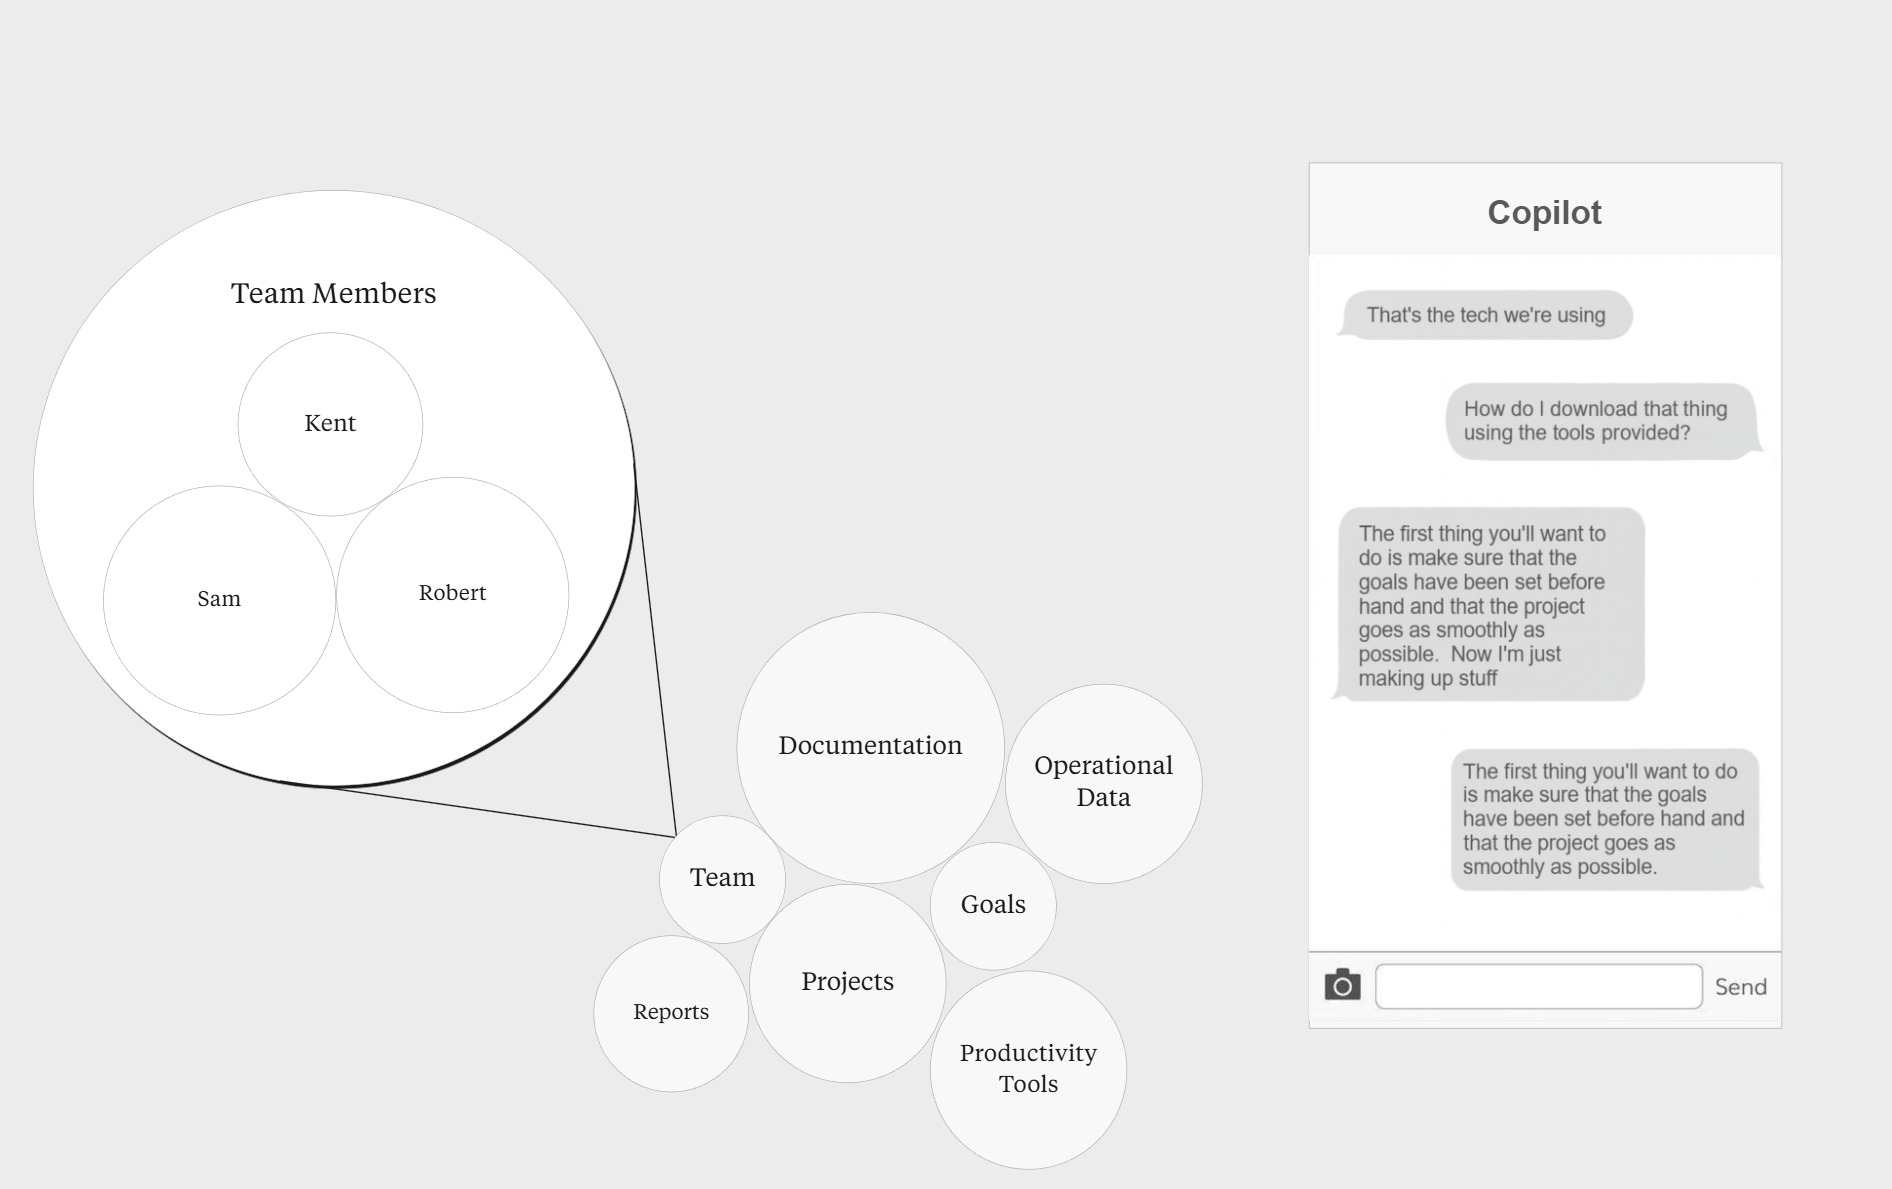 Team Members
Kent
Sam
Robert
Documentation
Operational
Data
Team
Goals
Projects
Reports
Productivity
Tools
Copilot
That's the tech we're using
How do I download that thing
using the tools provided?
The first thing you'll want to
do is make sure that the
goals have been set before
hand and that the project
goes as smoothly as
possible.  Now I'm just
making up stuff
The first thing you'll want to do
is make sure that the goals
have been set before hand and
that the project goes as
smoothly as possible.
Send